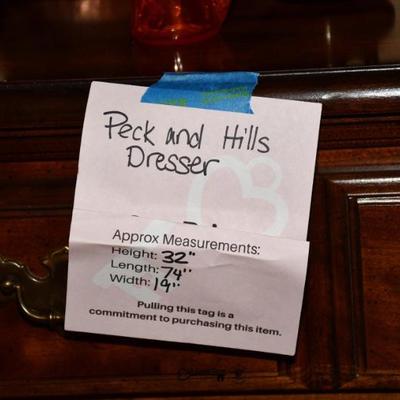 Peck and Hills
Dresser
Approx Measurements:
Height: 32"
Length: 74"
Width: 19"
Pulling this tag is a
commitment to purchasing this item.